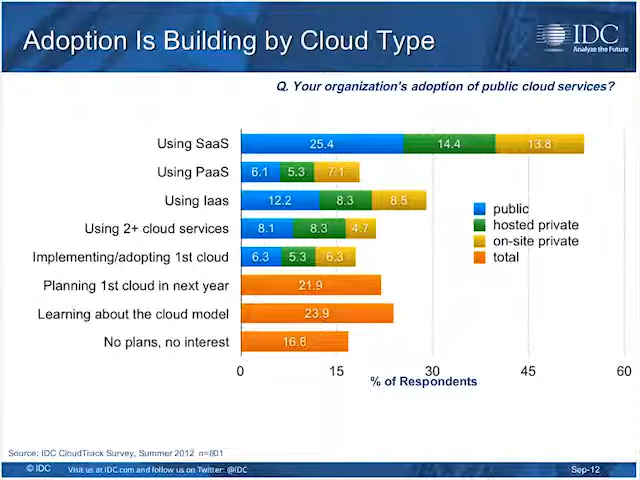 Adoption Is Building by Cloud Type
IDC
Analyze the Future
Q. Your organization's adoption of public cloud services?
Using SaaS 25.4 14.4 13.8
Using PaaS 6.1 5.3 7.1
Using Iaas 12.2 8.3 8.5
Using 2+ cloud services 8.1 8.3 4.7
Implementing/adopting 1st cloud 6.3 5.3 6.3
Planning 1st cloud in next year 21.9
Learning about the cloud model 23.9
No plans, no interest 16.8
public
hosted private
on-site private
total
0 15 30 45 60
% of Respondents
Source: IDC CloudTrack Survey, Summer 2012 n=801
© IDC Visit us at IDC.com and follow us on Twitter: @IDC Sep-12